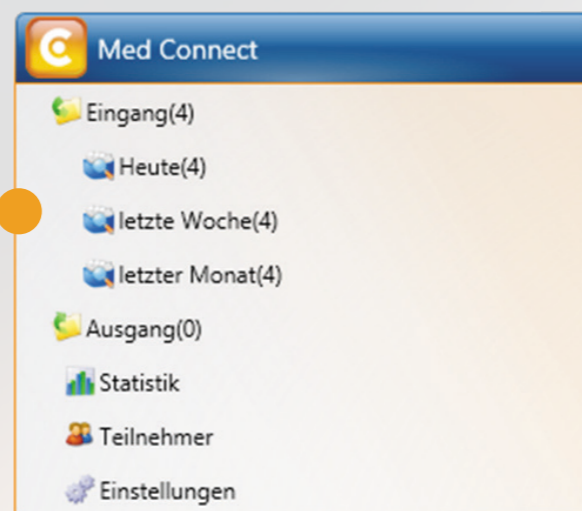 Med Connect
Eingang(4)
Heute(4)
letzte Woche(4)
letzter Monat(4)
Ausgang(0)
Statistik
Teilnehmer
Einstellungen